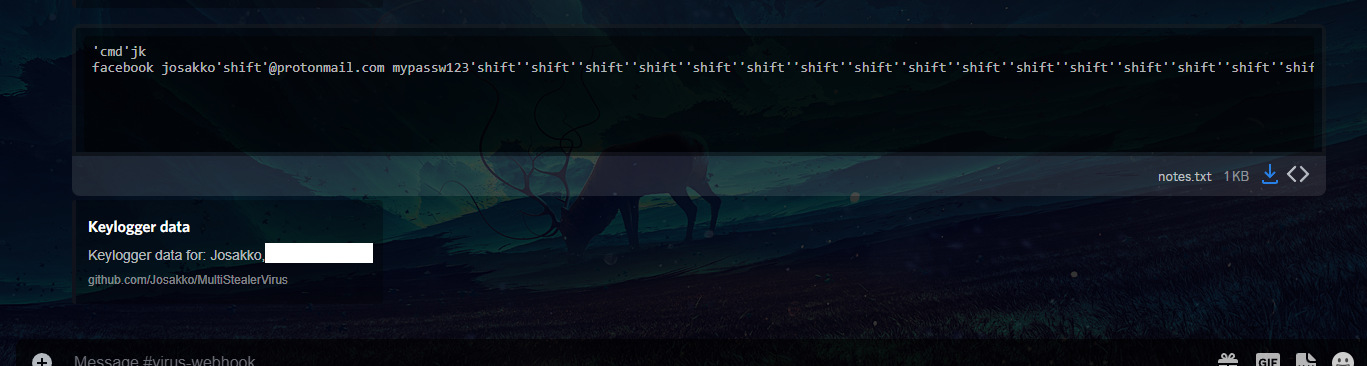 'cmd'jk
facebook josakko'shift'@protonmail.com mypassw123'shift''shift''shift''shift''shift''shift''shift''shift''shift''shift''shift''shift''shift''shift''shift''shif
notes.txt 1 KB
Keylogger data
Keylogger data for: Josakko,
github.com/Josakko/MultiStealerVirus
Message #virus-webhook
GIF